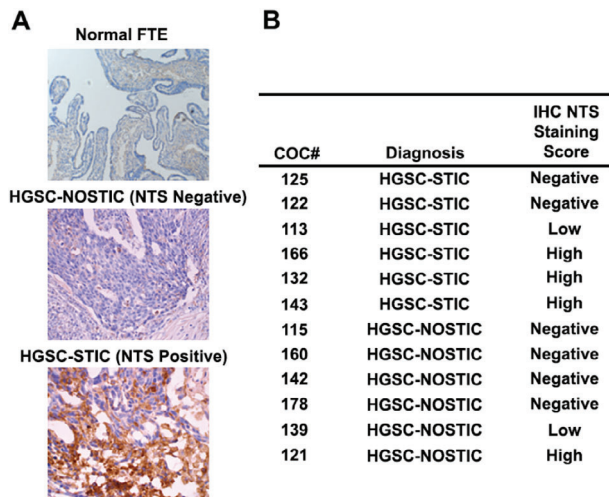 A
Normal FTE
HGSC-NOSTIC (NTS Negative)
HGSC-STIC (NTS Positive)
B
COC# Diagnosis IHC NTS Staining Score
125 HGSC-STIC Negative
122 HGSC-STIC Negative
113 HGSC-STIC Low
166 HGSC-STIC High
132 HGSC-STIC High
143 HGSC-STIC High
115 HGSC-NOSTIC Negative
160 HGSC-NOSTIC Negative
142 HGSC-NOSTIC Negative
178 HGSC-NOSTIC Negative
139 HGSC-NOSTIC Low
121 HGSC-NOSTIC High